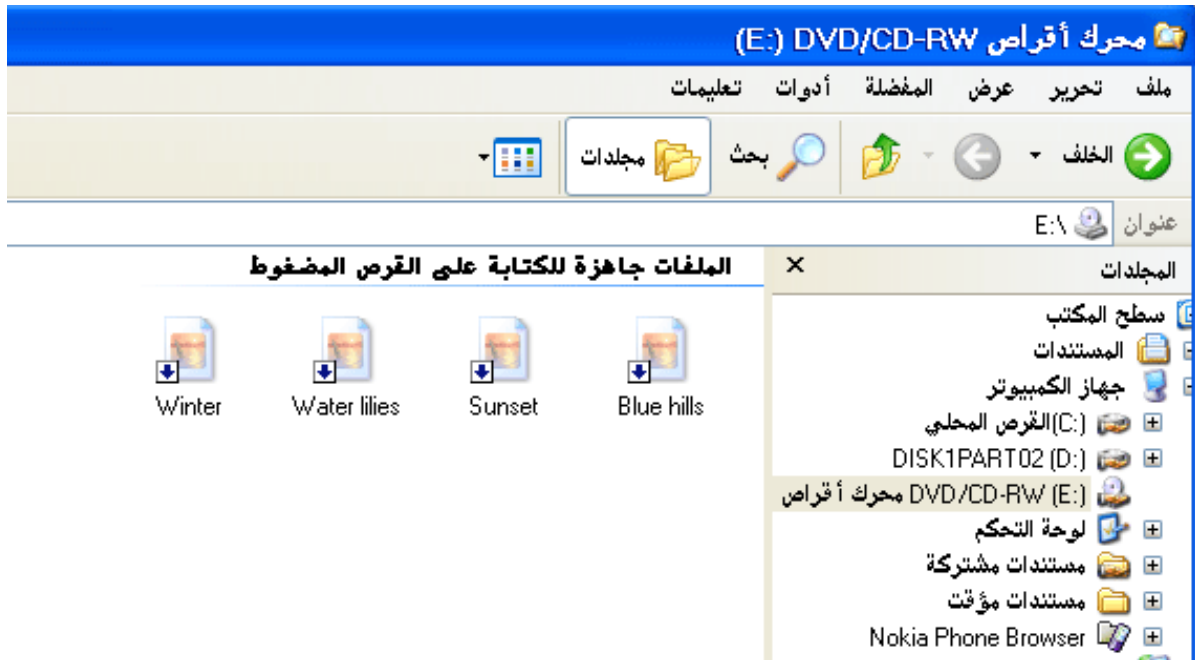 محرك أقراص DVD/CD-RW (E:)
ملف تحرير عرض المفضلة أدوات تعليمات
الخلف بحث مجلدات
عنوان E:\
المجلدات
سطح المكتب
المستندات
جهاز الكمبيوتر
القرص المحلي(C:)
DISK1PART02 (D:)
محرك أقراص DVD/CD-RW (E:)
لوحة التحكم
مستندات مشتركة
مستندات مؤقت
Nokia Phone Browser
الملفات جاهزة للكتابة على القرص المضغوط
Blue hills
Sunset
Water lilies
Winter